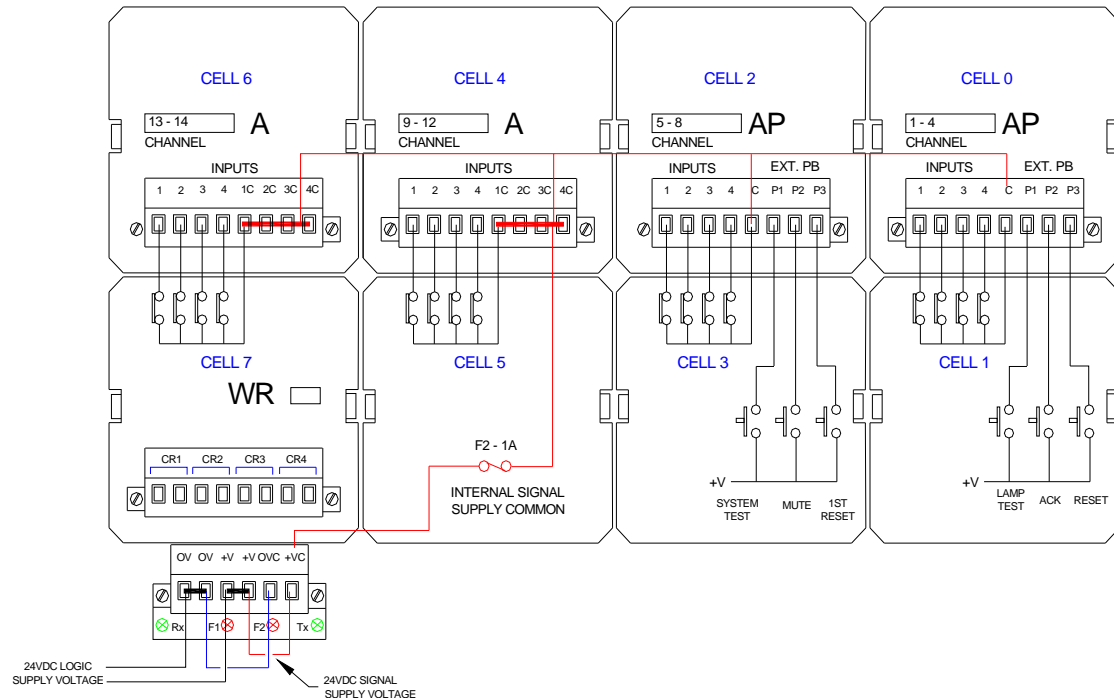 CELL 6 CELL 4 CELL 2 CELL 0
13 - 14 A 9 - 12 A 5 - 8 AP 1 - 4 AP
CHANNEL CHANNEL CHANNEL CHANNEL
INPUTS INPUTS INPUTS EXT. PB INPUTS EXT. PB
1 2 3 4 1C 2C 3C 4C 1 2 3 4 1C 2C 3C 4C 1 2 3 4 C P1 P2 P3 1 2 3 4 C P1 P2 P3
CELL 7 CELL 5 CELL 3 CELL 1
WR
F2 - 1A
CR1 CR2 CR3 CR4
INTERNAL SIGNAL
SUPPLY COMMON
+V
SYSTEM
TEST
MUTE
1ST
RESET
+V
LAMP
TEST
ACK
RESET
OV OV +V +V OVC +VC
Rx F1 F2 Tx
24VDC LOGIC
SUPPLY VOLTAGE
24VDC SIGNAL
SUPPLY VOLTAGE